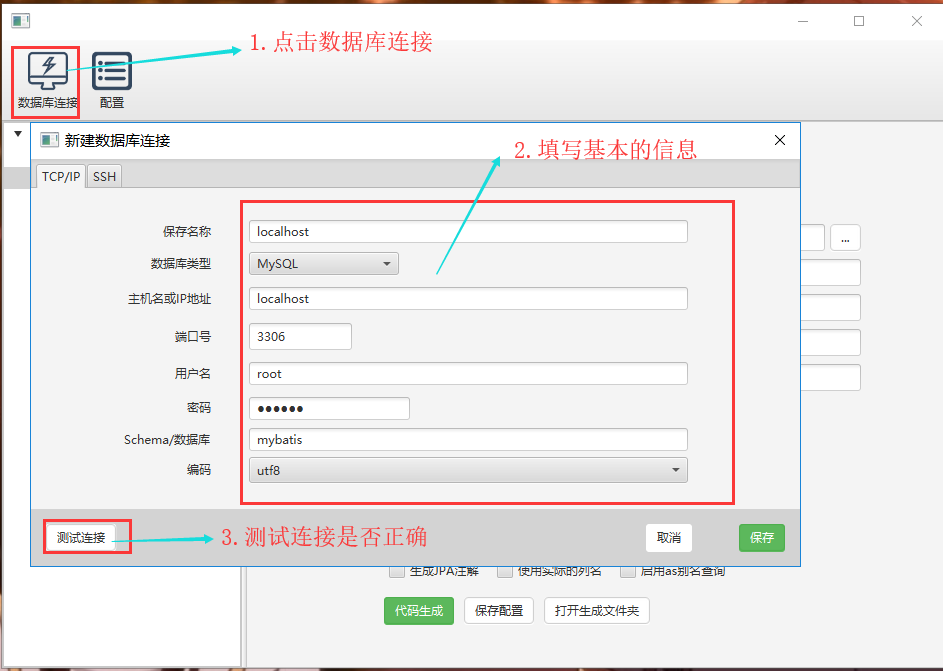 1.点击数据库连接
数据库连接
配置
新建数据库连接
2.填写基本的信息
TCP/IP
SSH
保存名称
localhost
...
数据库类型
MySQL
主机名或IP地址
localhost
端口号
3306
用户名
root
密码
●●●●●●
Schema/数据库
mybatis
编码
utf8
测试连接
3.测试连接是否正确
取消
保存
生成JPA注解
使用实际的列名
启用as别名查询
代码生成
保存配置
打开生成文件夹